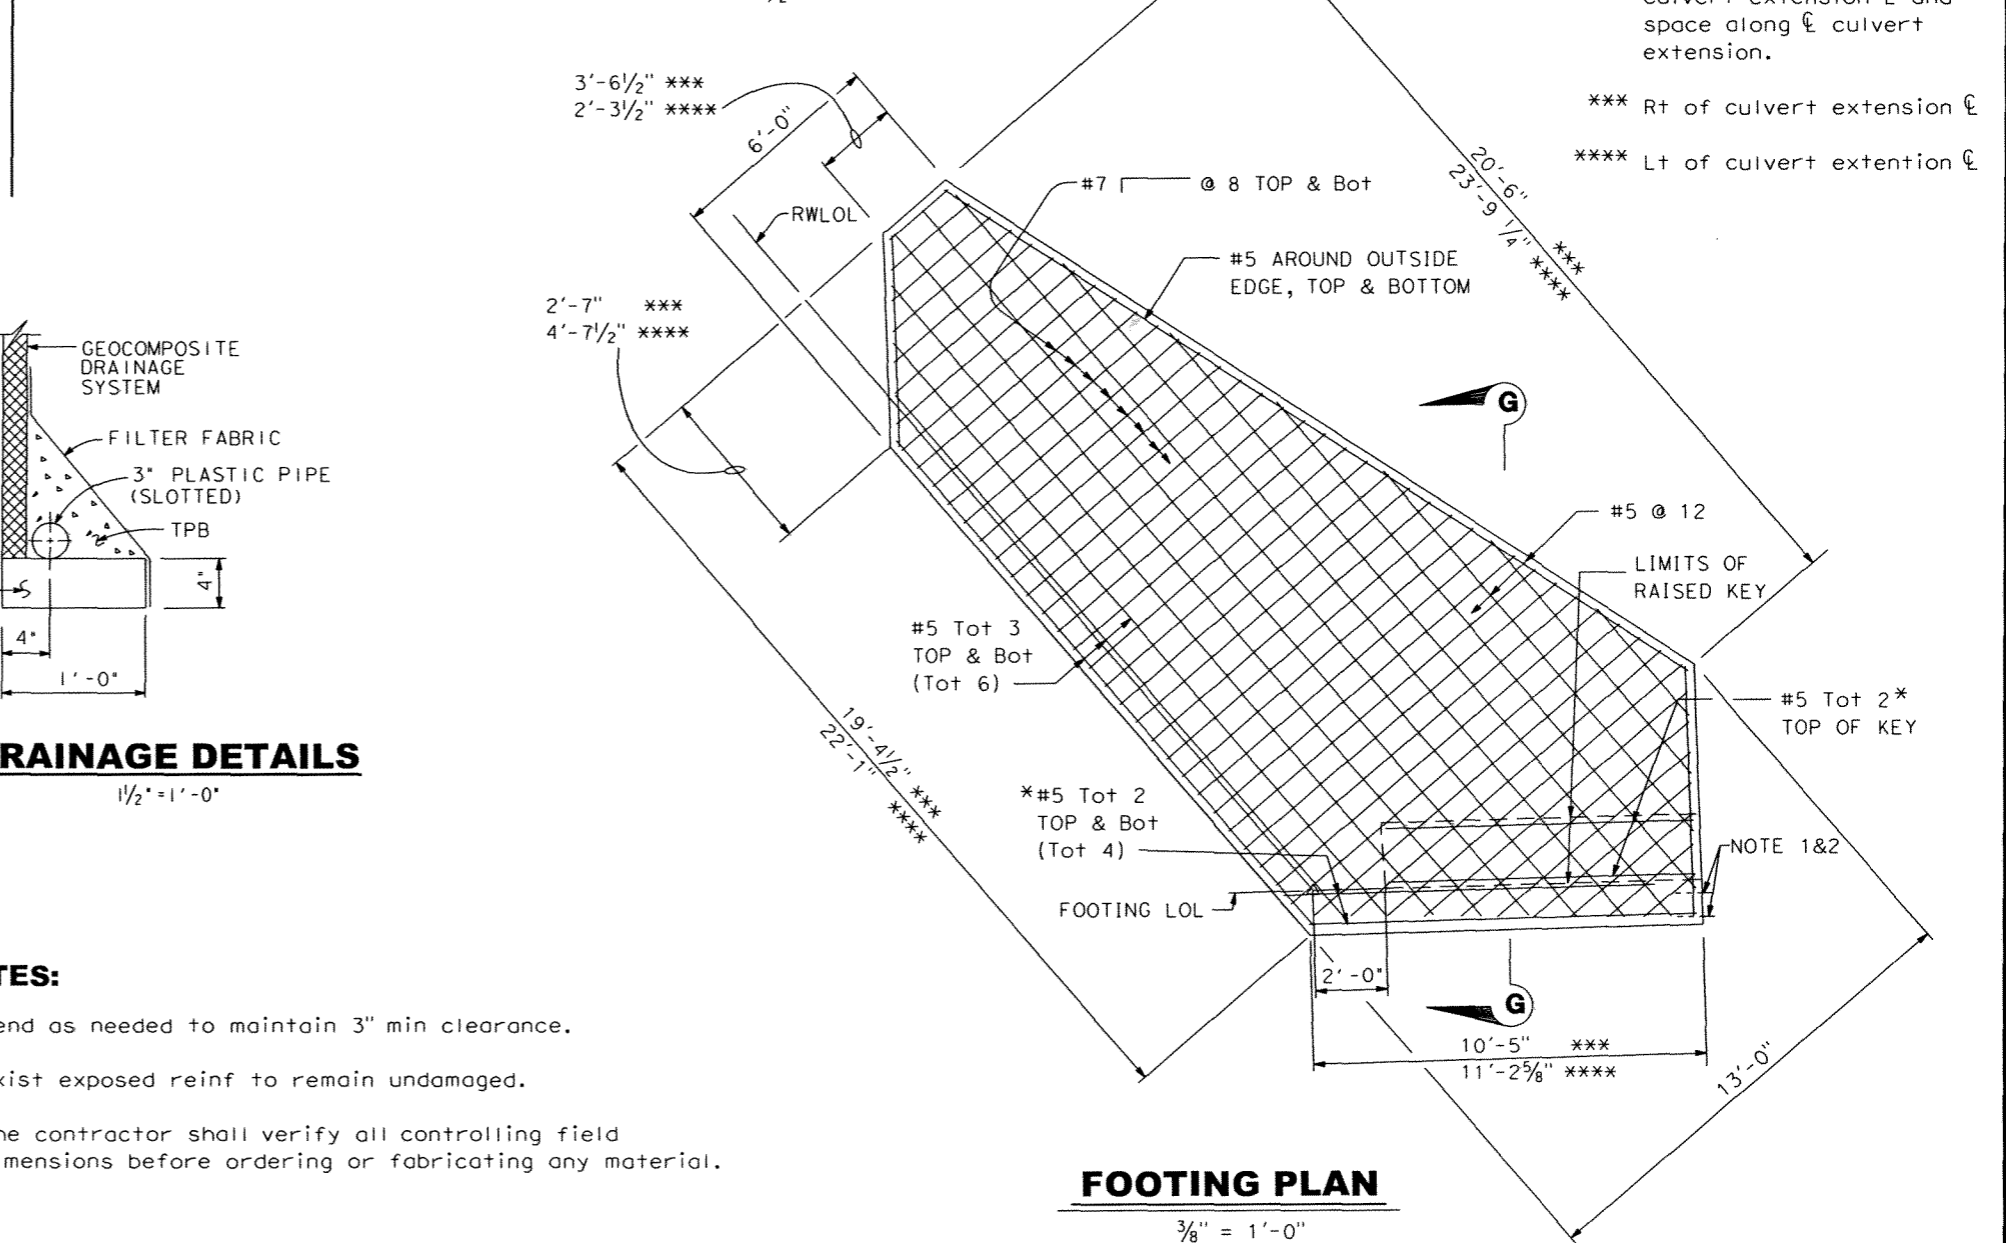 space along ℄ culvert
extension.
*** Rt of culvert extension ℄
**** Lt of culvert extention ℄
3'-6½" ***
2'-3½" ****
6'-0"
RWLOL
#7 @ 8 TOP & Bot
#5 AROUND OUTSIDE
EDGE, TOP & BOTTOM
20'-6" ***
23'-9 1/4" ****
2'-7" ***
4'-7½" ****
G
#5 @ 12
LIMITS OF
RAISED KEY
#5 Tot 3
TOP & Bot
(Tot 6)
#5 Tot 2*
TOP OF KEY
19'-4½" ***
22'-1" ****
*#5 Tot 2
TOP & Bot
(Tot 4)
NOTE 1&2
FOOTING LOL
2'-0"
G
10'-5" ***
11'-2⅝" ****
13'-0"
FOOTING PLAN
⅜" = 1'-0"
GEOCOMPOSITE
DRAINAGE
SYSTEM
FILTER FABRIC
3" PLASTIC PIPE
(SLOTTED)
TPB
4"
4"
1'-0"
RAINAGE DETAILS
1½"=1'-0"
TES:
end as needed to maintain 3" min clearance.
xist exposed reinf to remain undamaged.
ne contractor shall verify all controlling field
mensions before ordering or fabricating any material.